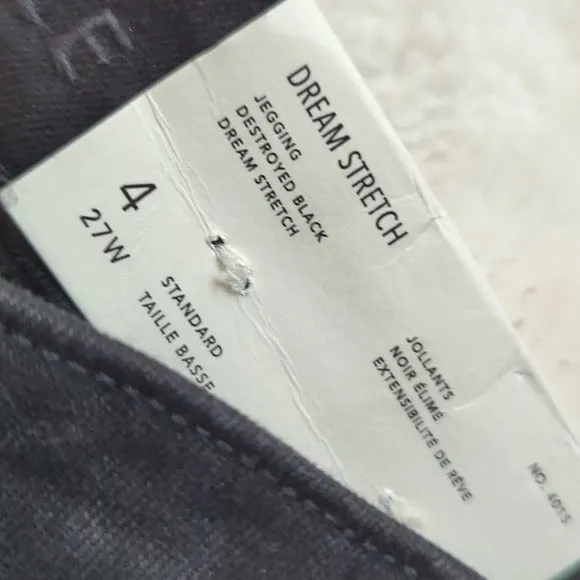 DREAM STRETCH
JEGGING
DESTROYED BLACK
DREAM STRETCH
4
27W
STANDARD
TAILLE BASSE
JOLLANTS
NOIR ÉLIMÉ
EXTENSIBILITÉ DE RÊVE
NO. 4015